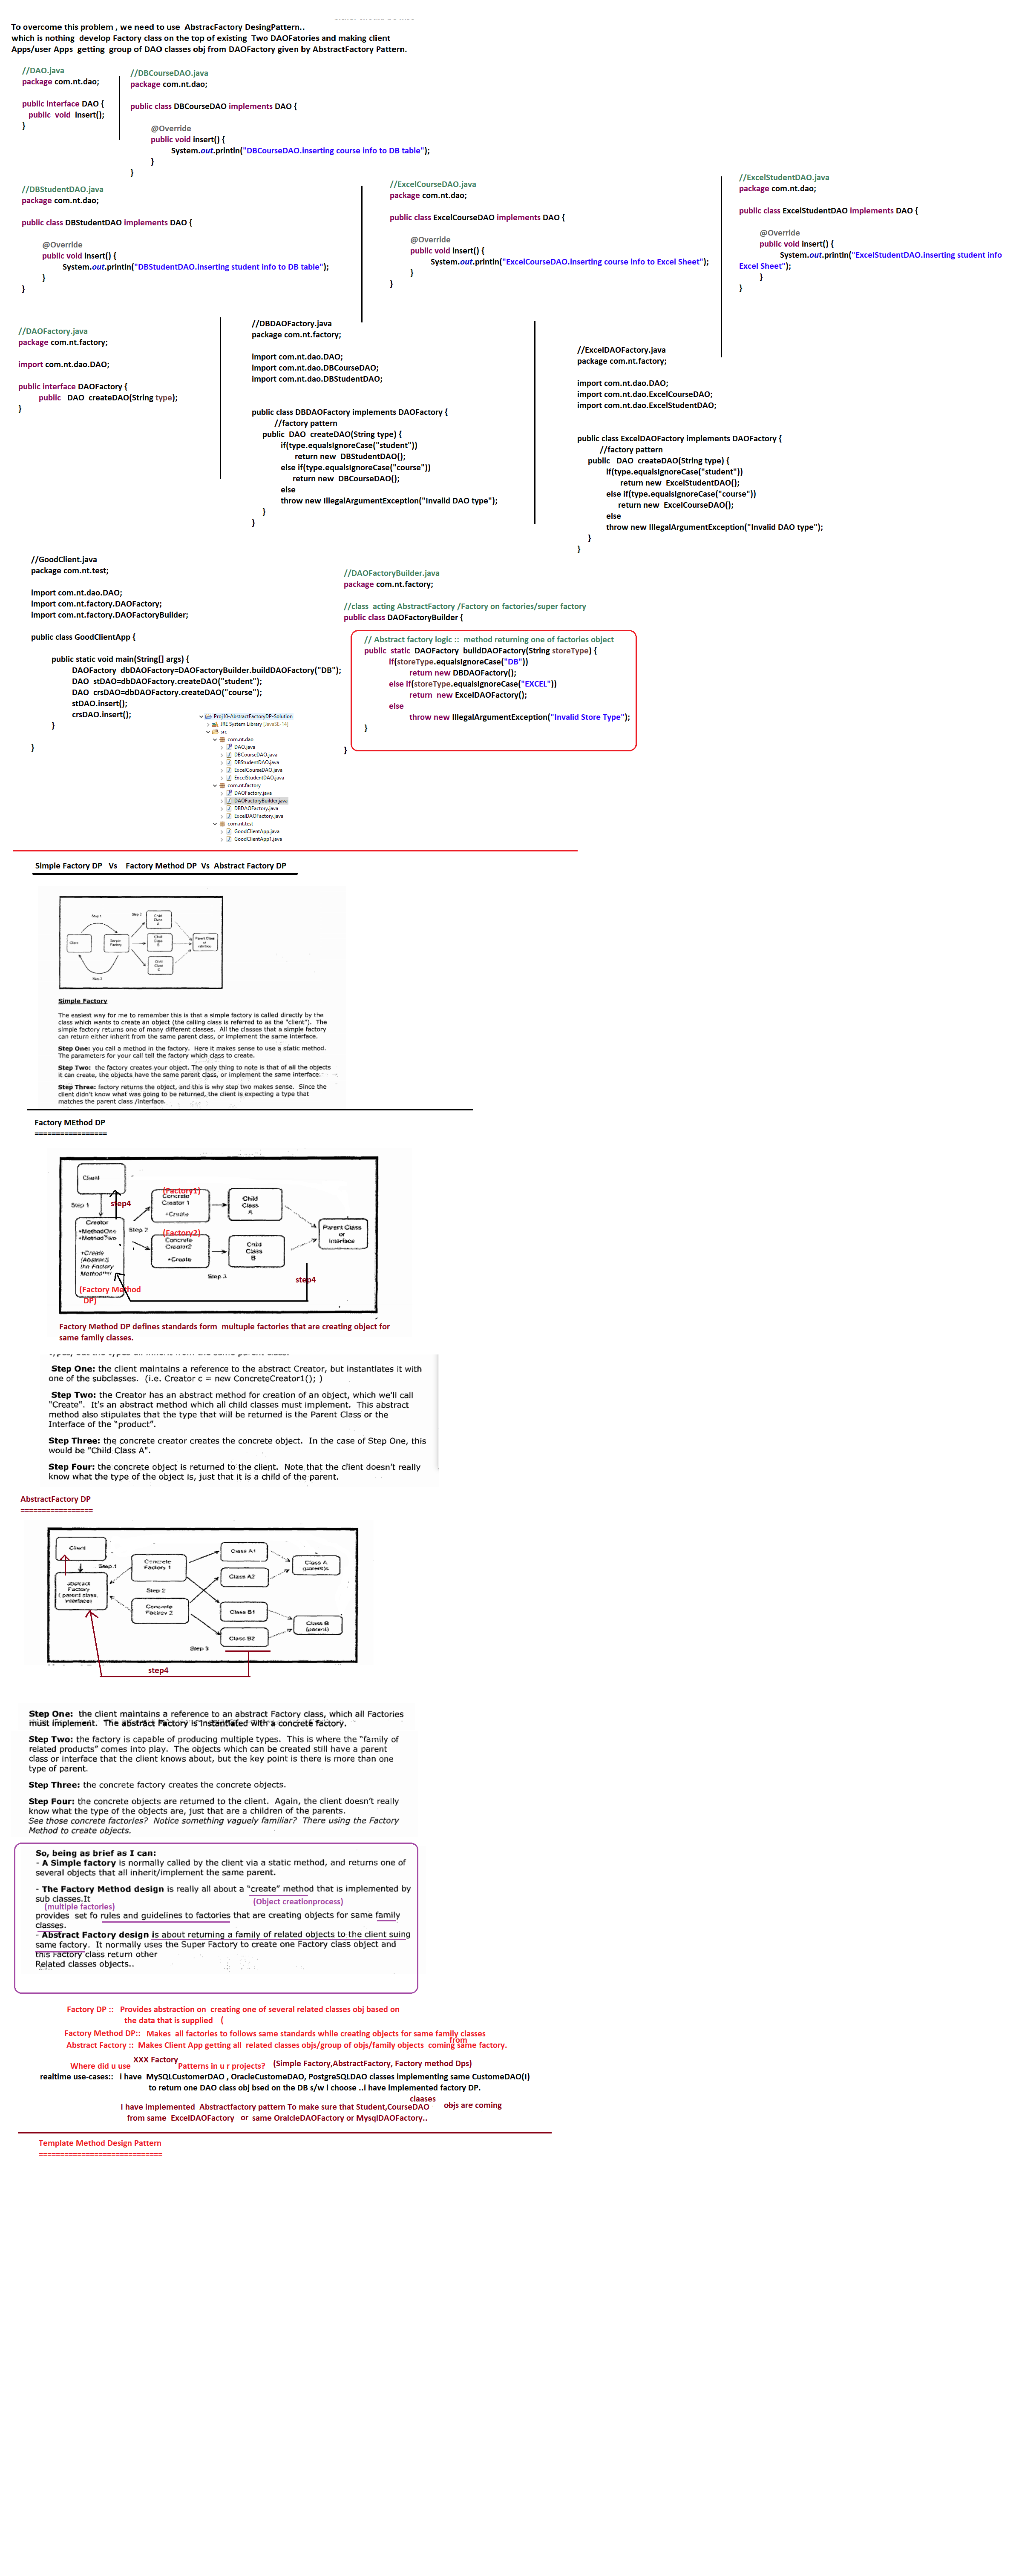 To overcome this problem , we need to use  AbsracFactory DesingPattern..
which is nothing  develop Factory class on the top of existing  Two DAOFatories and making client
Apps/user Apps  getting  group of DAO classes obj from DAOFactory given by AbstractFactory Pattern.
//DAO.java
package com.nt.dao;
public interface DAO {
public  void  insert();
}
//DBCourseDAO.java
package com.nt.dao;
public class DBCourseDAO implements DAO {
@Override
public void insert() {
System.out.println("DBCourseDAO.inserting course info to DB table");
}
}
//DBStudentDAO.java
package com.nt.dao;
public class DBStudentDAO implements DAO {
@Override
public void insert() {
System.out.println("DBStudentDAO.inserting student info to DB table");
}
}
//ExcelCourseDAO.java
package com.nt.dao;
public class ExcelCourseDAO implements DAO {
@Override
public void insert() {
System.out.println("ExcelCourseDAO.inserting course info to Excel Sheet");
}
}
//ExcelStudentDAO.java
package com.nt.dao;
public class ExcelStudentDAO implements DAO {
@Override
public void insert() {
System.out.println("ExcelStudentDAO.inserting student info
Excel Sheet");
}
}
//DAOFactory.java
package com.nt.factory;
import com.nt.dao.DAO;
public interface DAOFactory {
public   DAO  createDAO(String type);
}
//DBDAOFactory.java
package com.nt.factory;
import com.nt.dao.DAO;
import com.nt.dao.DBCourseDAO;
import com.nt.dao.DBStudentDAO;
public class DBDAOFactory implements DAOFactory {
//factory pattern
public  DAO  createDAO(String type) {
if(type.equalsIgnoreCase("student"))
return new  DBStudentDAO();
else if(type.equalsIgnoreCase("course"))
return new  DBCourseDAO();
else
throw new IllegalArgumentException("Invalid DAO type");
}
}
//ExcelDAOFactory.java
package com.nt.factory;
import com.nt.dao.DAO;
import com.nt.dao.ExcelCourseDAO;
import com.nt.dao.ExcelStudentDAO;
public class ExcelDAOFactory implements DAOFactory {
//factory pattern
public   DAO  createDAO(String type) {
if(type.equalsIgnoreCase("student"))
return new  ExcelStudentDAO();
else if(type.equalsIgnoreCase("course"))
return new  ExcelCourseDAO();
else
throw new IllegalArgumentException("Invalid DAO type");
}
}
//GoodClient.java
package com.nt.test;
import com.nt.dao.DAO;
import com.nt.factory.DAOFactory;
import com.nt.factory.DAOFactoryBuilder;
public class GoodClientApp {
public static void main(String[] args) {
DAOFactory  dbDAOFactory=DAOFactoryBuilder.buildDAOFactory("DB");
DAO  stDAO=dbDAOFactory.createDAO("student");
DAO  crsDAO=dbDAOFactory.createDAO("course");
stDAO.insert();
crsDAO.insert();
}
}
//DAOFactoryBuilder.java
package com.nt.factory;
//class  acting AbstractFactory /Factory on factories/super factory
public class DAOFactoryBuilder {
// Abstract factory logic ::  method returning one of factories object
public  static  DAOFactory  buildDAOFactory(String storeType) {
if(storeType.equalsIgnoreCase("DB"))
return new DBDAOFactory();
else if(storeType.equalsIgnoreCase("EXCEL"))
return  new ExcelDAOFactory();
else
throw new IllegalArgumentException("Invalid Store Type");
}
}
Proj10-AbstractFactoryDP-Solution
JRE System Library [JavaSE-14]
src
com.nt.dao
DAO.java
DBCourseDAO.java
DBStudentDAO.java
ExcelCourseDAO.java
ExcelStudentDAO.java
com.nt.factory
DAOFactory.java
DAOFactoryBuilder.java
DBDAOFactory.java
ExcelDAOFactory.java
com.nt.test
GoodClientApp.java
GoodClientApp1.java
Simple Factory DP   Vs    Factory Method DP  Vs  Abstract Factory DP
Step 1
Step 2
Child Class A
Client
Simple Factory
Child Class B
Parent Class or Interface
Child Class C
Step 3
Simple Factory
The easiest way for me to remember this is that a simple factory is called directly by the
class which wants to create an object (the calling class is referred to as the "client").  The
simple factory returns one of many different classes.  All the classes that a simple factory
can return either inherit from the same parent class, or implement the same interface.
Step One: you call a method in the factory.  Here it makes sense to use a static method.
The parameters for your call tell the factory which class to create.
Step Two:  the factory creates your object. The only thing to note is that of all the objects
it can create, the objects have the same parent class, or implement the same interface.
Step Three: factory returns the object, and this is why step two makes sense.  Since the
client didn't know what was going to be returned, the client is expecting a type that
matches the parent class /interface.
Factory MEthod DP
=================
Client
Step 1
step4
(Factory1)
Concrete Creator 1
+Create
Child Class A
Creator
+MethodOne
+MethodTwo
+Create (Abstract) the Factory Method
Step 2
(Factory2)
Concrete Creator2
+Create
Child Class B
Parent Class or Interface
Step 3
step4
(Factory Method
DP)
Factory Method DP defines standards form  multuple factories that are creating object for
same family classes.
Step One: the client maintains a reference to the abstract Creator, but instantiates it with
one of the subclasses.  (i.e. Creator c = new ConcreteCreator1(); )
Step Two: the Creator has an abstract method for creation of an object, which we'll call
"Create".  It's an abstract method which all child classes must implement.  This abstract
method also stipulates that the type that will be returned is the Parent Class or the
Interface of the "product".
Step Three: the concrete creator creates the concrete object.  In the case of Step One, this
would be "Child Class A".
Step Four: the concrete object is returned to the client.  Note that the client doesn't really
know what the type of the object is, just that it is a child of the parent.
AbstractFactory DP
=================
Client
Step 1
Concrete Factory 1
Class A1
Class A (parent)
abstract Factory ( parent class, interface)
Class A2
Step 2
Concrete Factory 2
Class B1
Class B (parent)
Class B2
Step 3
step4
Step One:  the client maintains a reference to an abstract Factory class, which all Factories
must implement.  The abstract Factory is instantiated with a concrete factory.
Step Two: the factory is capable of producing multiple types.  This is where the "family of
related products" comes into play.  The objects which can be created still have a parent
class or interface that the client knows about, but the key point is there is more than one
type of parent.
Step Three: the concrete factory creates the concrete objects.
Step Four: the concrete objects are returned to the client.  Again, the client doesn't really
know what the type of the objects are, just that are a children of the parents.
See those concrete factories?  Notice something vaguely familiar?  There using the Factory
Method to create objects.
So, being as brief as I can:
- A Simple factory is normally called by the client via a static method, and returns one of
several objects that all inherit/implement the same parent.
- The Factory Method design is really all about a "create" method that is implemented by
sub classes.It
(Object creationprocess)
(multiple factories)
provides  set fo rules and guidelines to factories that are creating objects for same family
classes.
- Abstract Factory design is about returning a family of related objects to the client suing
same factory.  It normally uses the Super Factory to create one Factory class object and
this Factory class return other
Related classes objects..
Factory DP ::   Provides abstraction on  creating one of several related classes obj based on
the data that is supplied    (
Factory Method DP::   Makes  all factories to follows same standards while creating objects for same family classes
from
Abstract Factory ::  Makes Client App getting all  related classes objs/group of objs/family objects  coming same factory.
Where did u use XXX Factory Patterns in u r projects?    (Simple Factory,AbstractFactory, Factory method Dps)
realtime use-cases::   i have  MySQLCustomerDAO , OracleCustomeDAO, PostgreSQLDAO classes implementing same CustomeDAO(I)
to return one DAO class obj bsed on the DB s/w i choose ..i have implemented factory DP.
claases
I have implemented  Abstractfactory pattern To make sure that Student,CourseDAO objs are coming
from same  ExcelDAOFactory   or  same OralcleDAOFactory or MysqlDAOFactory..
Template Method Design Pattern
=============================